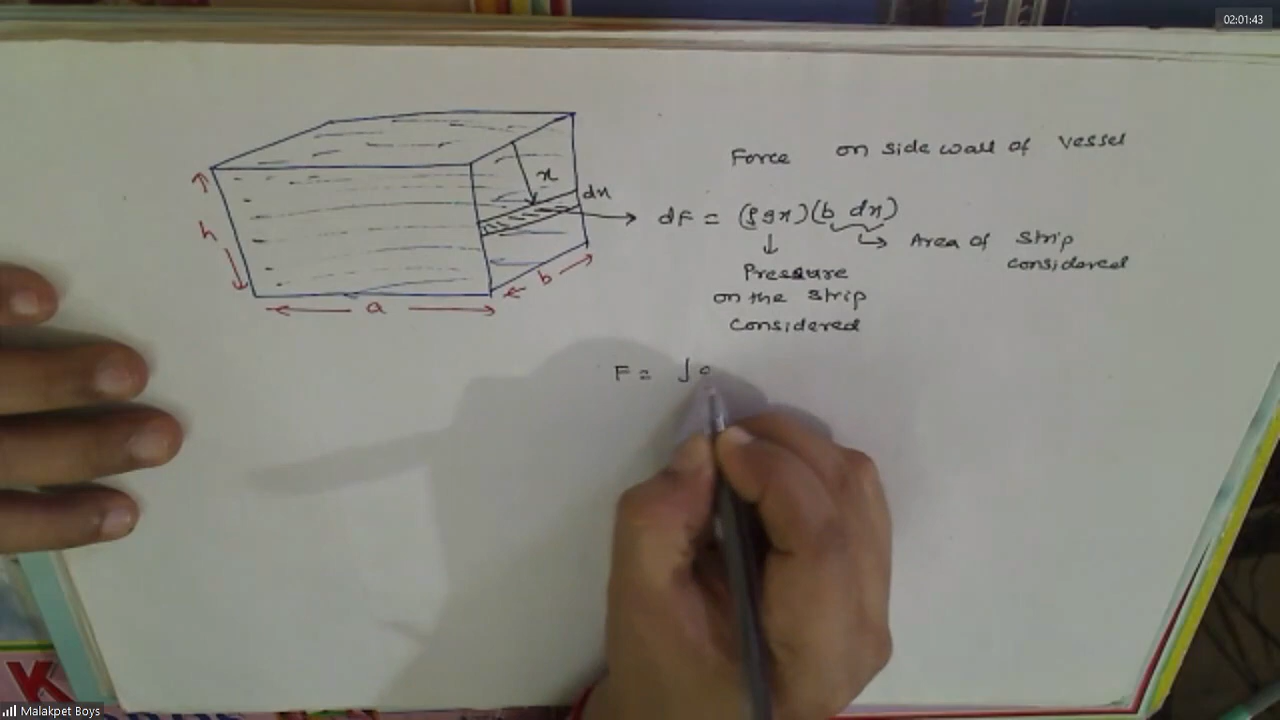 02:01:43
Force on side wall of vessel
x
dx
dF = (ρgx)(b dx)
h
Area of strip
considered
b
Pressure
on the strip
considered
a
F = ∫
K
Malakpet Boys